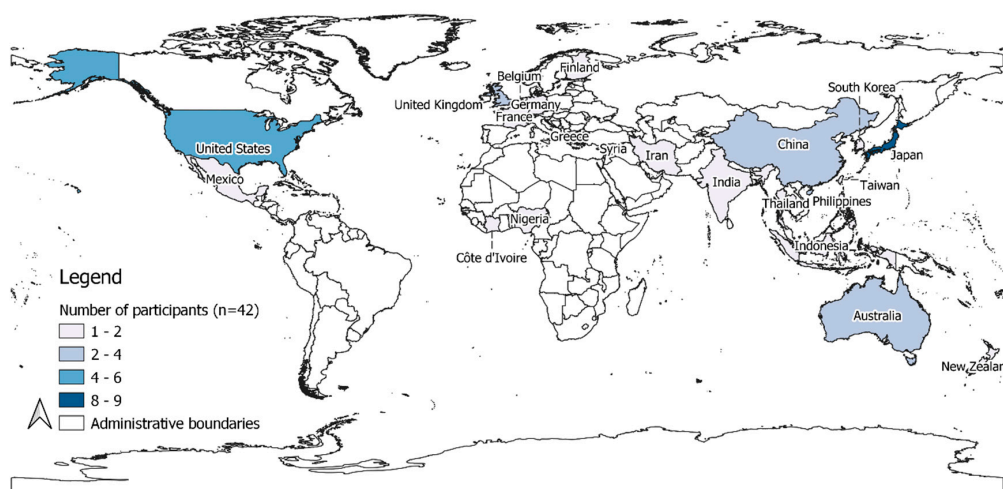 Belgium
Finland
United Kingdom
Germany
France
South Korea
Greece
United States
Syria
Iran
China
Japan
Mexico
India
Taiwan
Nigeria
Thailand
Philippines
Côte d'Ivoire
Indonesia
Australia
New Zealan
Legend
Number of participants (n=42)
1 - 2
2 - 4
4 - 6
8 - 9
Administrative boundaries